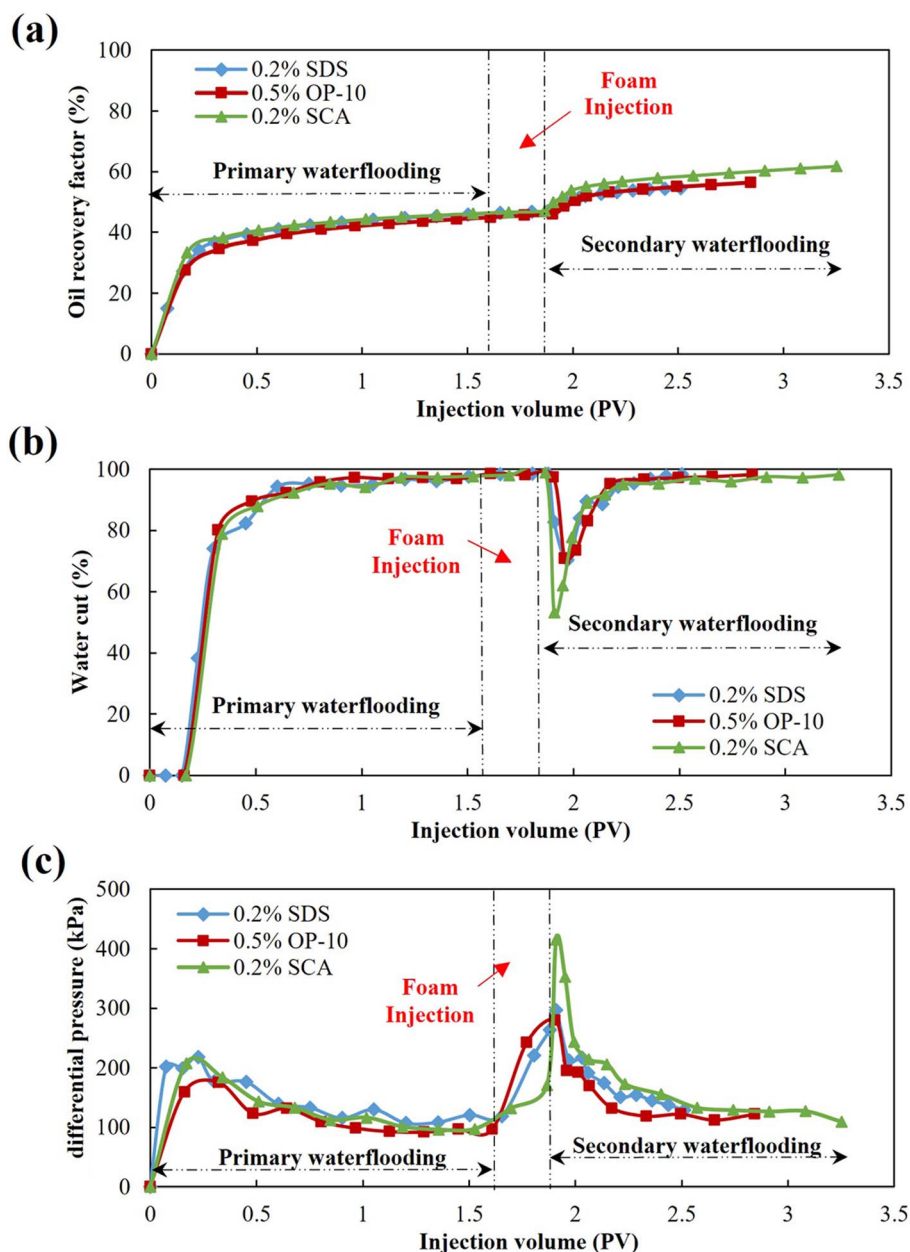 (a)
Oil recovery factor (%)
100
80
60
40
20
0
0.2% SDS
0.5% OP-10
0.2% SCA
Foam
Injection
Primary waterflooding
Secondary waterflooding
0 0.5 1 1.5 2 2.5 3 3.5
Injection volume (PV)
(b)
Water cut (%)
100
80
60
40
20
0
Foam
Injection
Secondary waterflooding
Primary waterflooding
0.2% SDS
0.5% OP-10
0.2% SCA
0 0.5 1 1.5 2 2.5 3 3.5
Injection volume (PV)
(c)
differential pressure (kPa)
500
400
300
200
100
0
0.2% SDS
0.5% OP-10
0.2% SCA
Foam
Injection
Primary waterflooding
Secondary waterflooding
0 0.5 1 1.5 2 2.5 3 3.5
Injection volume (PV)